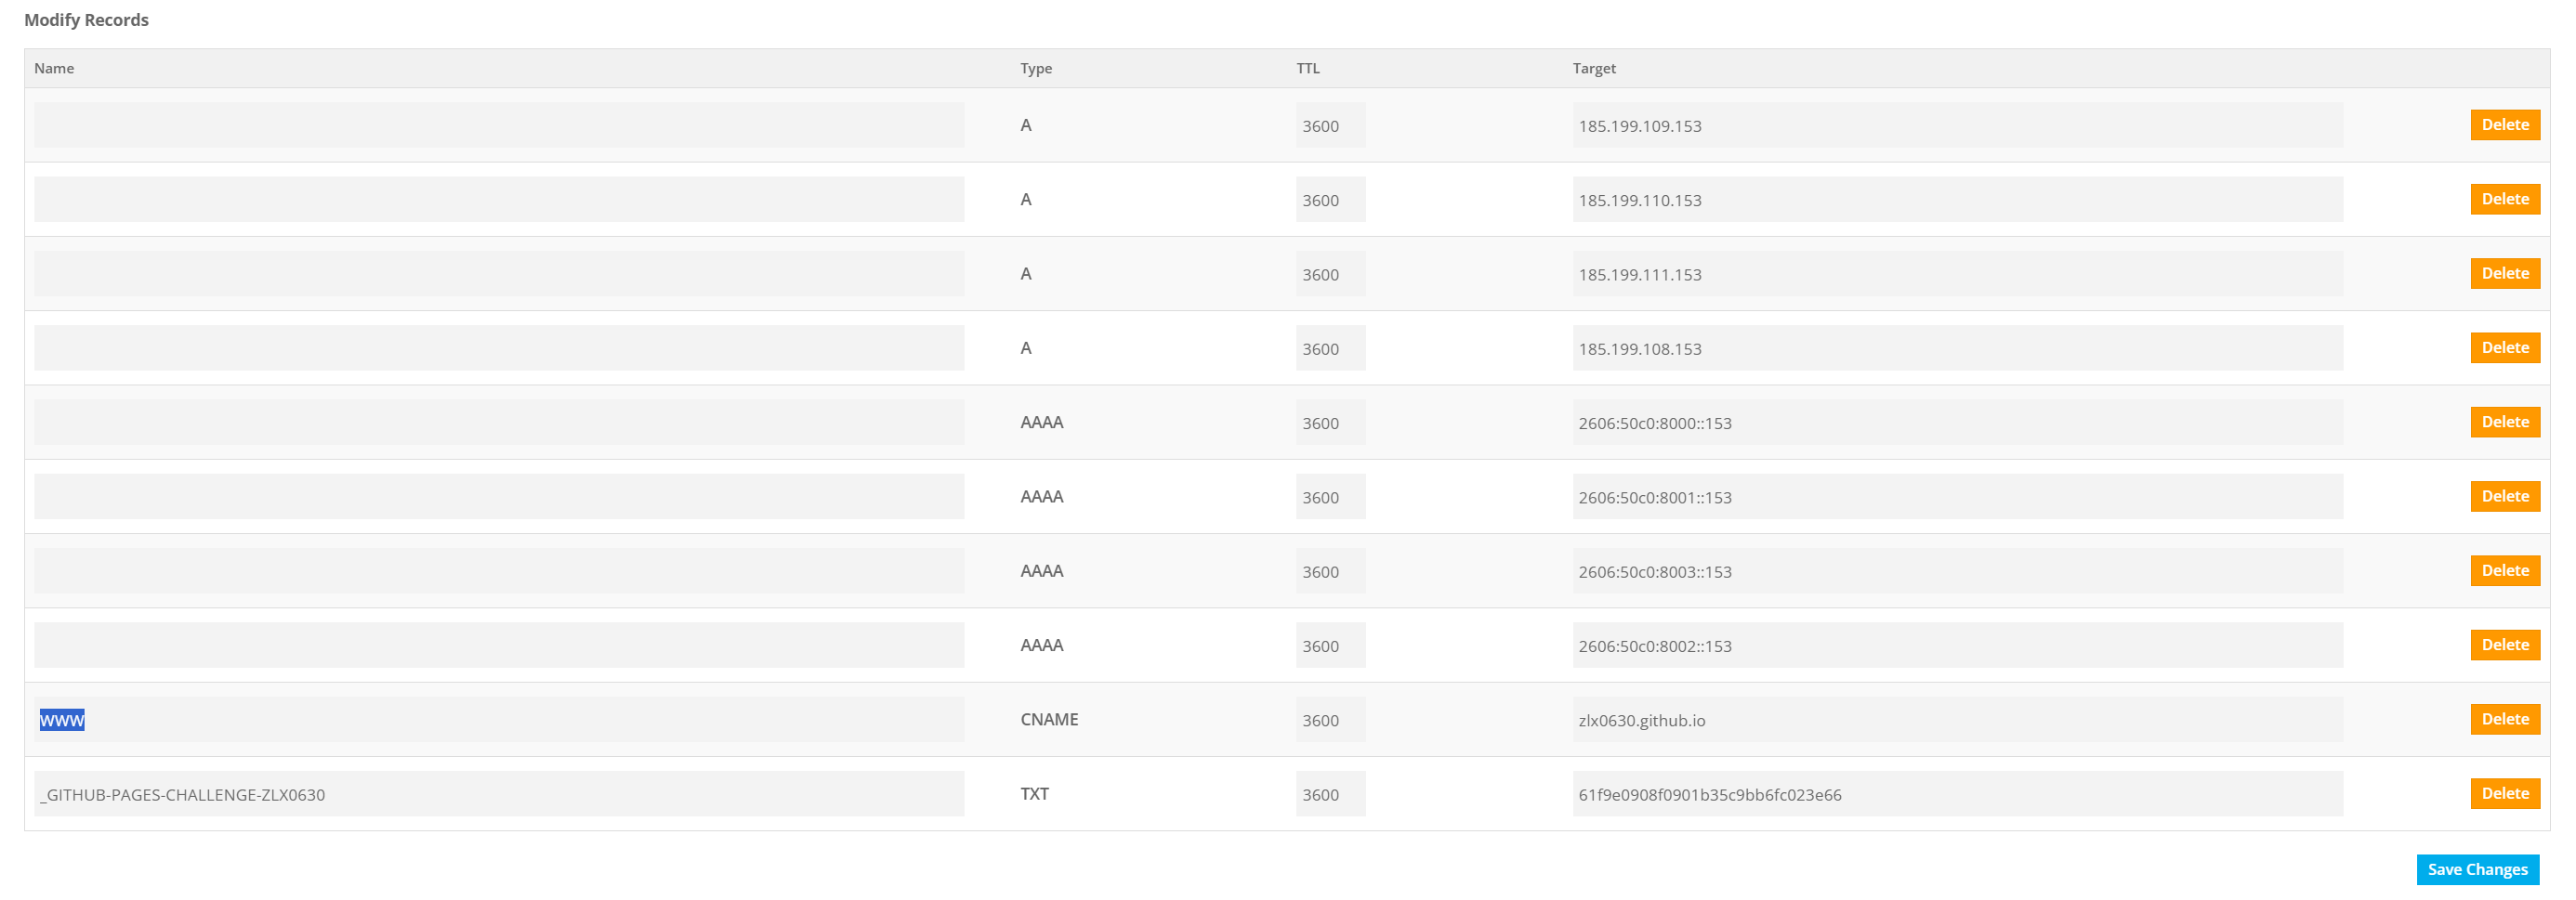 Modify Records
Name Type TTL Target
A 3600 185.199.109.153 Delete
A 3600 185.199.110.153 Delete
A 3600 185.199.111.153 Delete
A 3600 185.199.108.153 Delete
AAAA 3600 2606:50c0:8000::153 Delete
AAAA 3600 2606:50c0:8001::153 Delete
AAAA 3600 2606:50c0:8003::153 Delete
AAAA 3600 2606:50c0:8002::153 Delete
WWW CNAME 3600 zlx0630.github.io Delete
_GITHUB-PAGES-CHALLENGE-ZLX0630 TXT 3600 61f9e0908f0901b35c9bb6fc023e66 Delete
Save Changes